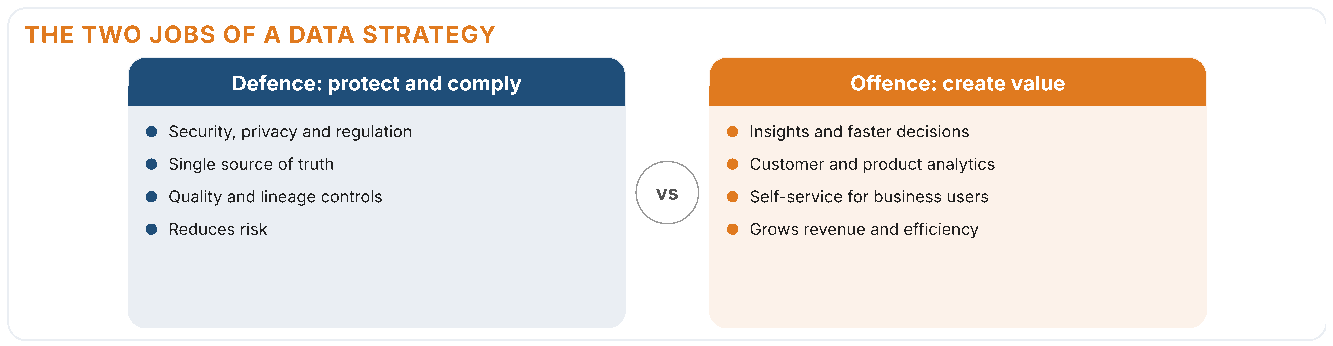 THE TWO JOBS OF A DATA STRATEGY
Defence: protect and comply
Security, privacy and regulation
Single source of truth
Quality and lineage controls
Reduces risk
vs
Offence: create value
Insights and faster decisions
Customer and product analytics
Self-service for business users
Grows revenue and efficiency